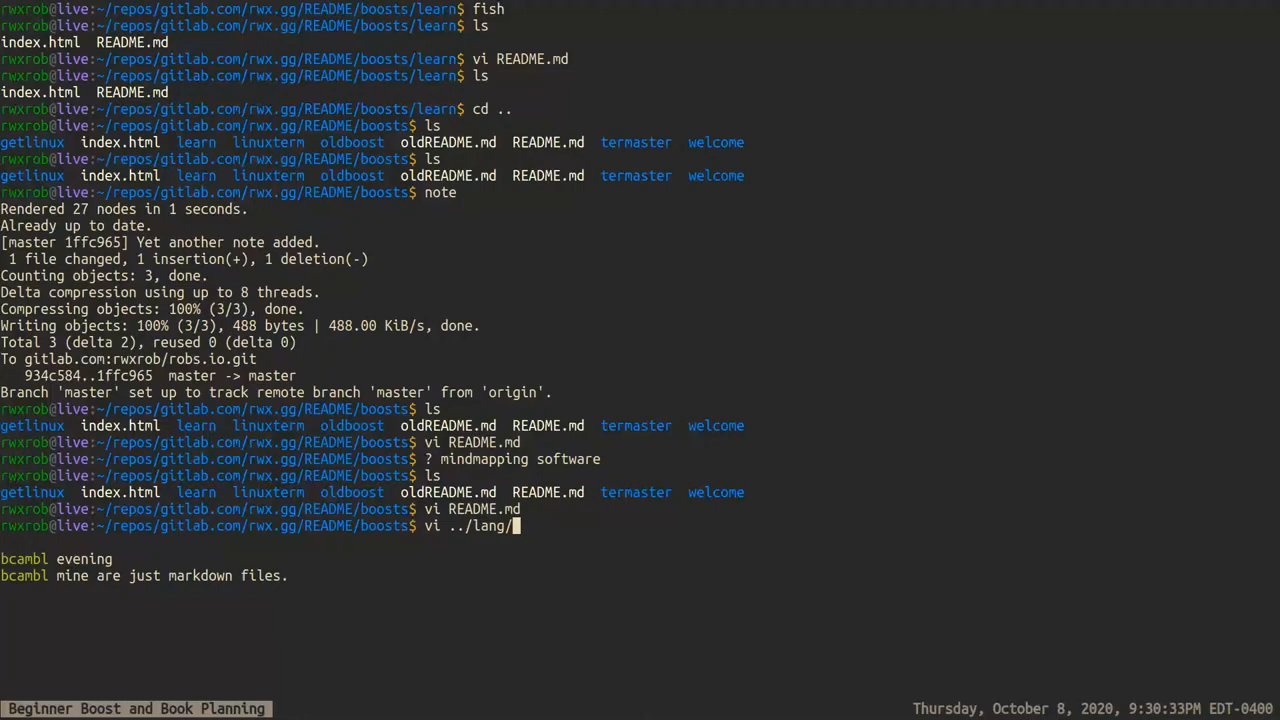 rwxrob@live:~/repos/gitlab.com/rwx.gg/README/boosts/learn$ fish
rwxrob@live:~/repos/gitlab.com/rwx.gg/README/boosts/learn$ ls
index.html  README.md
rwxrob@live:~/repos/gitlab.com/rwx.gg/README/boosts/learn$ vi README.md
rwxrob@live:~/repos/gitlab.com/rwx.gg/README/boosts/learn$ ls
index.html  README.md
rwxrob@live:~/repos/gitlab.com/rwx.gg/README/boosts/learn$ cd ..
rwxrob@live:~/repos/gitlab.com/rwx.gg/README/boosts$ ls
getlinux  index.html  learn  linuxterm  oldboost  oldREADME.md  README.md  termaster  welcome
rwxrob@live:~/repos/gitlab.com/rwx.gg/README/boosts$ ls
getlinux  index.html  learn  linuxterm  oldboost  oldREADME.md  README.md  termaster  welcome
rwxrob@live:~/repos/gitlab.com/rwx.gg/README/boosts$ note
Rendered 27 nodes in 1 seconds.
Already up to date.
[master 1ffc965] Yet another note added.
 1 file changed, 1 insertion(+), 1 deletion(-)
Counting objects: 3, done.
Delta compression using up to 8 threads.
Compressing objects: 100% (3/3), done.
Writing objects: 100% (3/3), 488 bytes | 488.00 KiB/s, done.
Total 3 (delta 2), reused 0 (delta 0)
To gitlab.com:rwxrob/robs.io.git
   934c584..1ffc965  master -> master
Branch 'master' set up to track remote branch 'master' from 'origin'.
rwxrob@live:~/repos/gitlab.com/rwx.gg/README/boosts$ ls
getlinux  index.html  learn  linuxterm  oldboost  oldREADME.md  README.md  termaster  welcome
rwxrob@live:~/repos/gitlab.com/rwx.gg/README/boosts$ vi README.md
rwxrob@live:~/repos/gitlab.com/rwx.gg/README/boosts$ ? mindmapping software
rwxrob@live:~/repos/gitlab.com/rwx.gg/README/boosts$ ls
getlinux  index.html  learn  linuxterm  oldboost  oldREADME.md  README.md  termaster  welcome
rwxrob@live:~/repos/gitlab.com/rwx.gg/README/boosts$ vi README.md
rwxrob@live:~/repos/gitlab.com/rwx.gg/README/boosts$ vi ../lang/
bcambl evening
bcambl mine are just markdown files.
Beginner Boost and Book Planning
Thursday, October 8, 2020, 9:30:33PM EDT-0400